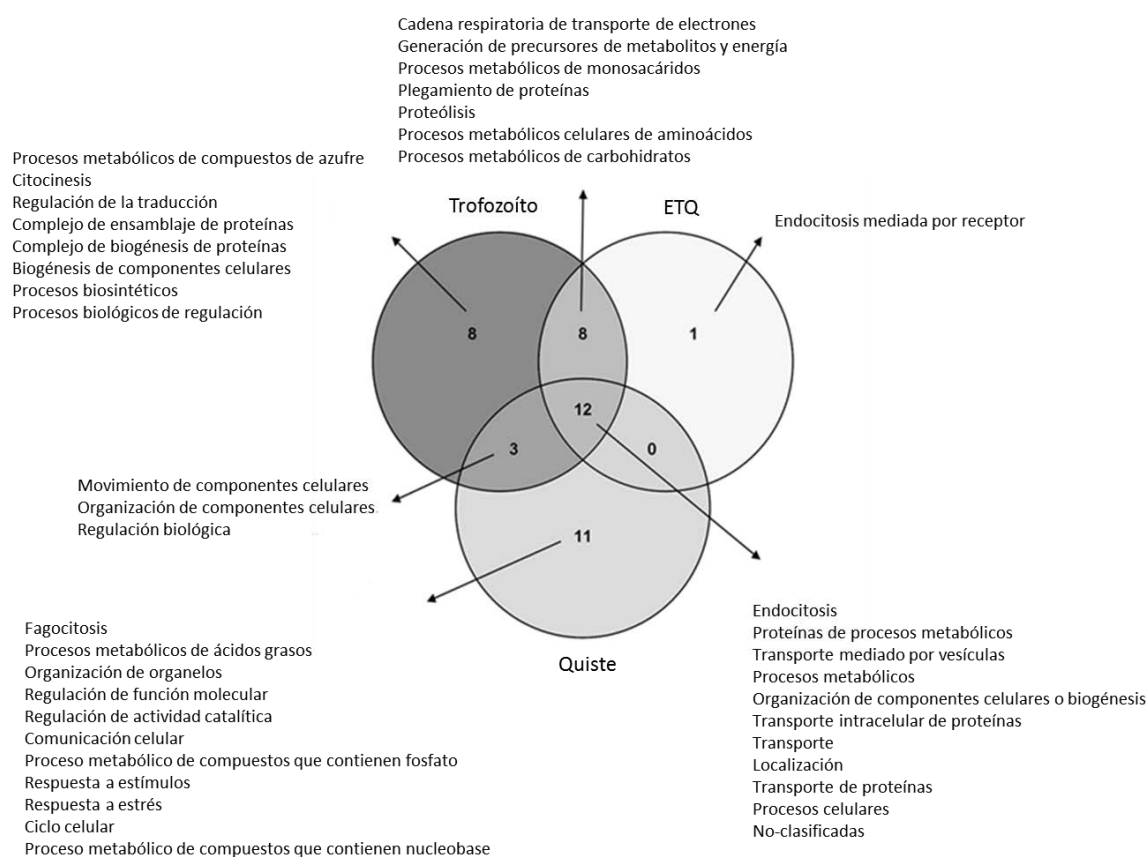 Cadena respiratoria de transporte de electrones
Generación de precursores de metabolitos y energía
Procesos metabólicos de monosacáridos
Plegamiento de proteínas
Proteólisis
Procesos metabólicos celulares de aminoácidos
Procesos metabólicos de carbohidratos
Procesos metabólicos de compuestos de azufre
Citocinesis
Regulación de la traducción
Complejo de ensamblaje de proteínas
Complejo de biogénesis de proteínas
Biogénesis de componentes celulares
Procesos biosintéticos
Procesos biológicos de regulación
Trofozoíto
ETQ
Endocitosis mediada por receptor
8
8
1
12
3
0
11
Movimiento de componentes celulares
Organización de componentes celulares
Regulación biológica
Quiste
Fagocitosis
Procesos metabólicos de ácidos grasos
Organización de organelos
Regulación de función molecular
Regulación de actividad catalítica
Comunicación celular
Proceso metabólico de compuestos que contienen fosfato
Respuesta a estímulos
Respuesta a estrés
Ciclo celular
Proceso metabólico de compuestos que contienen nucleobase
Endocitosis
Proteínas de procesos metabólicos
Transporte mediado por vesículas
Procesos metabólicos
Organización de componentes celulares o biogénesis
Transporte intracelular de proteínas
Transporte
Localización
Transporte de proteínas
Procesos celulares
No-clasificadas